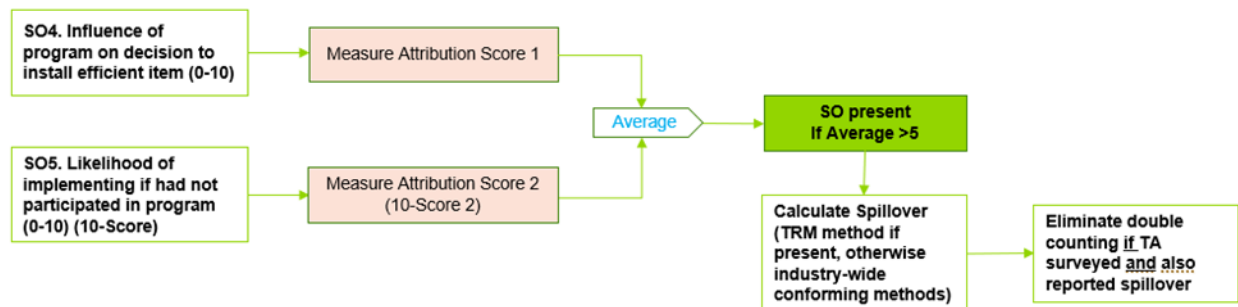 SO4. Influence of
program on decision to
install efficient item (0-10)
Measure Attribution Score 1
SO5. Likelihood of
implementing if had not
participated in program
(0-10) (10-Score)
Measure Attribution Score 2
(10-Score 2)
Average
SO present
If Average >5
Calculate Spillover
(TRM method if
present, otherwise
industry-wide
conforming methods)
Eliminate double
counting if TA
surveyed and also
reported spillover